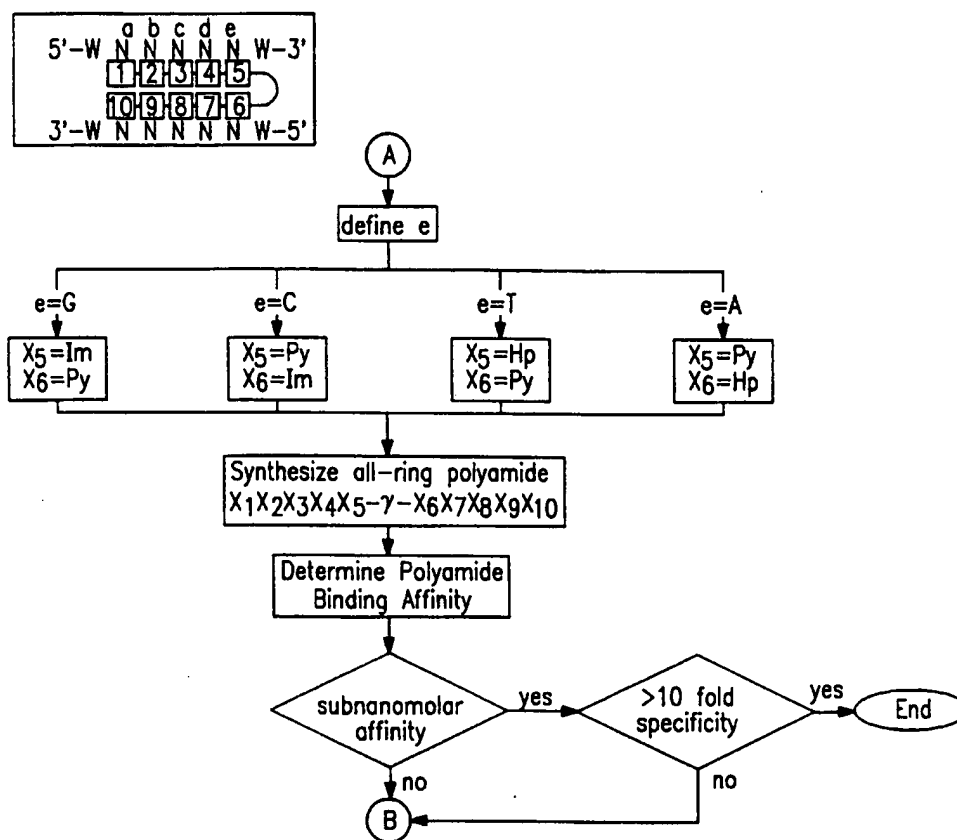 a b c d e
5'-W N N N N N W-3'
1 2 3 4 5
10 9 8 7 6
3'-W N N N N N W-5'
A
define e
e=G e=C e=T e=A
X5=Im X5=Py X5=Hp X5=Py
X6=Py X6=Im X6=Py X6=Hp
Synthesize all-ring polyamide
X1X2X3X4X5-γ-X6X7X8X9X10
Determine Polyamide
Binding Affinity
subnanomolar
affinity
yes
>10 fold
specificity
yes
End
no
no
B